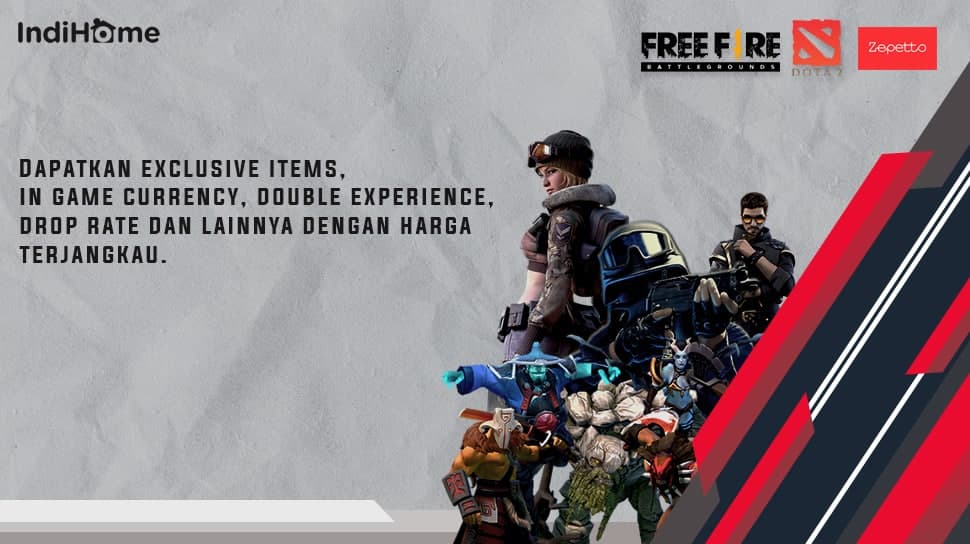 IndiHome
FREE FIRE
BATTLEGROUNDS
DOTA 2
Zepetto
DAPATKAN EXCLUSIVE ITEMS,
IN GAME CURRENCY, DOUBLE EXPERIENCE,
DROP RATE DAN LAINNYA DENGAN HARGA
TERJANGKAU.